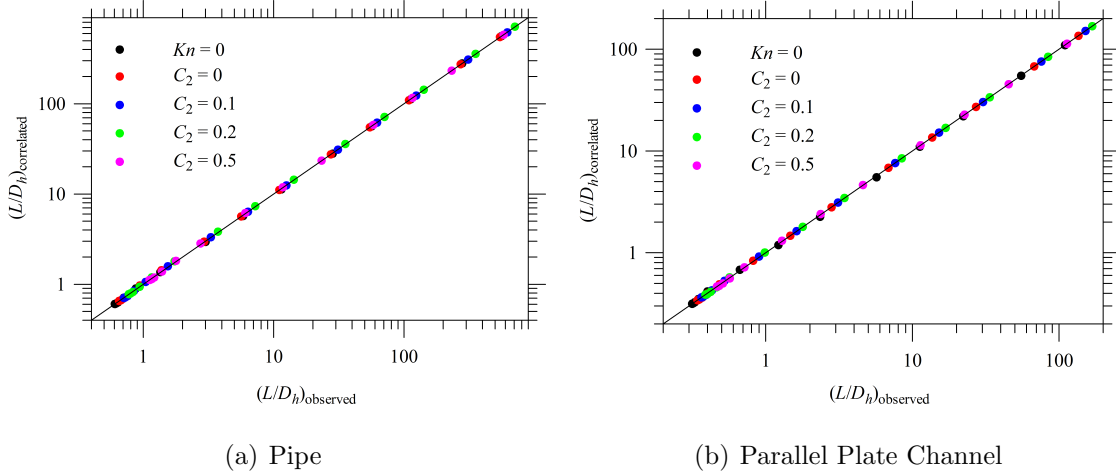 Kn = 0
C₂ = 0
C₂ = 0.1
C₂ = 0.2
C₂ = 0.5
100
10
1
1 10 100
(L/Dₕ)correlated
(L/Dₕ)observed
(a) Pipe
Kn = 0
C₂ = 0
C₂ = 0.1
C₂ = 0.2
C₂ = 0.5
100
10
1
1 10 100
(L/Dₕ)correlated
(L/Dₕ)observed
(b) Parallel Plate Channel